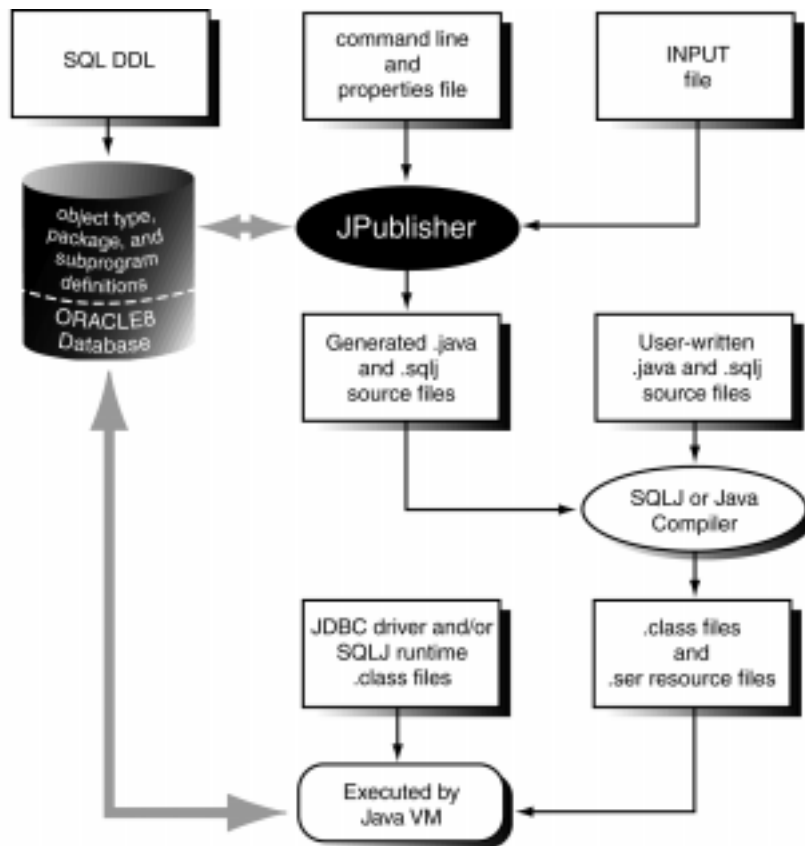 SQL DDL
command line
and
properties file
INPUT
file
object type,
package, and
subprogram
definitions
ORACLE8
Database
JPublisher
Generated .java
and .sqlj
source files
User-written
.java and .sqlj
source files
SQLJ or Java
Compiler
JDBC driver and/or
SQLJ runtime
.class files
.class files
and
.ser resource files
Executed by
Java VM